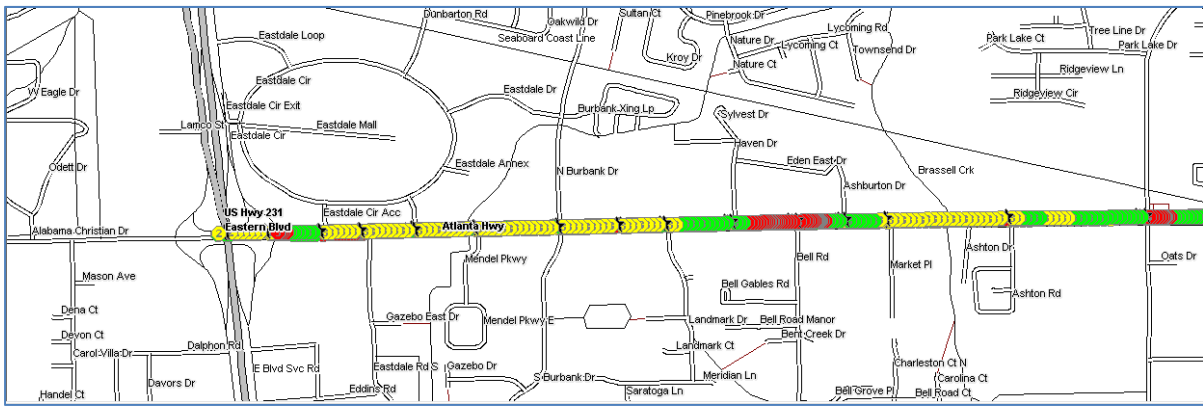 Dunbarton Rd
Oakwild Dr
Sultan Ct
Pinebrook Dr
Tree Line Dr
Eastdale Loop
Seaboard Coast Line
Nature Dr
Lycoming Rd
Lycoming Ct
Townsend Dr
Park Lake Ct
Park Lake Dr
Kroy Dr
Nature Ct
Ridgeview Ln
Eastdale Cir
W Eagle Dr
Eastdale Dr
Ridgeview Cir
Eastdale Cir Exit
Burbank Xing Lp
Sylvest Dr
Lamco St
Eastdale Mall
Eastdale Cir
Haven Dr
Odett Dr
Eastdale Annex
N Burbank Dr
Eden East Dr
Brassell Crk
Ashburton Dr
US Hwy 231
Eastdale Cir Acc
Alabama Christian Dr
2
Eastern Blvd
Atlanta Hwy
Ashton Dr
Mendel Pkwy
Bell Rd
Oats Dr
Market Pl
Mason Ave
Bell Gables Rd
Ashton Rd
Dena Ct
Gazebo East Dr
Mendel Pkwy E
Landmark Dr
Bell Road Manor
Devon Ct
Bent Creek Dr
Dalphon Rd
Landmark Ct
Carol Villa Dr
E Blvd Svc Rd
Eastdale Rd S
Gazebo Dr
Charleston Ct N
Davors Dr
Eddins Rd
S Burbank Dr
Meridian Ln
Carolina Ct
Handel Ct
Saratoga Ln
Bell Grove Pl
Bell Road Ct